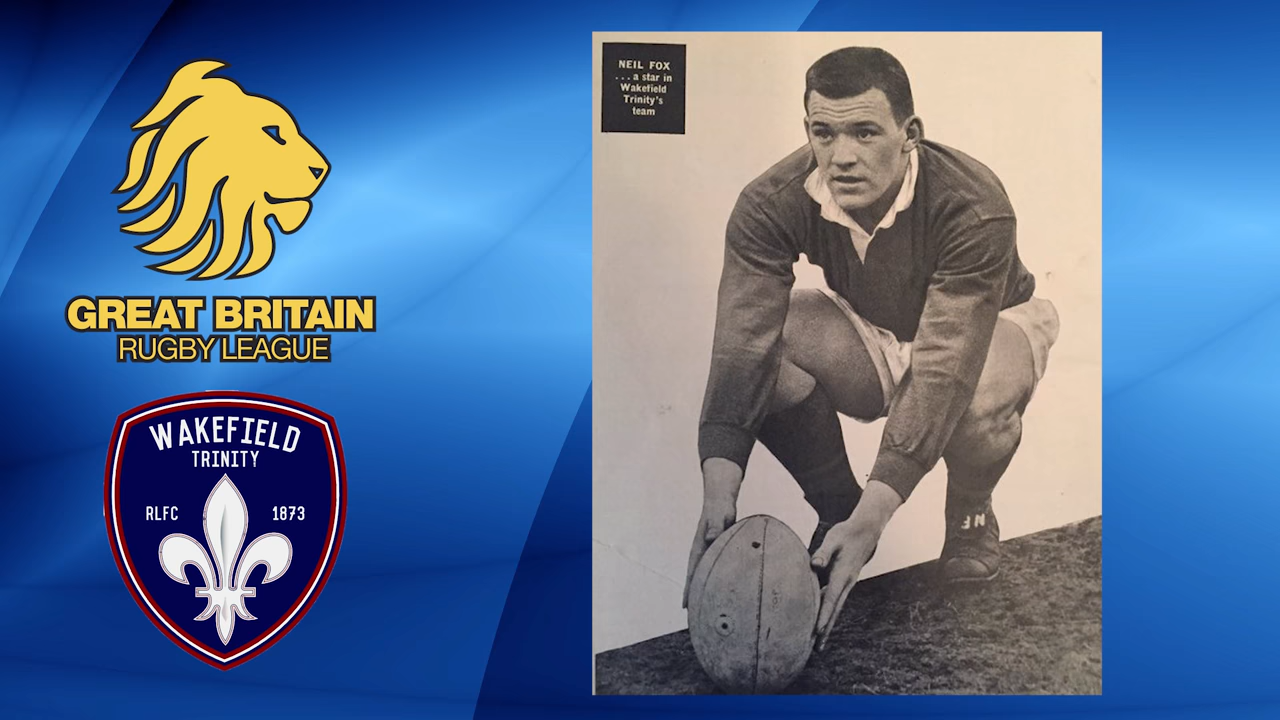 GREAT BRITAIN
RUGBY LEAGUE
WAKEFIELD
TRINITY
RLFC 1873
NEIL FOX
...a star in
Wakefield
Trinity's
team
NF